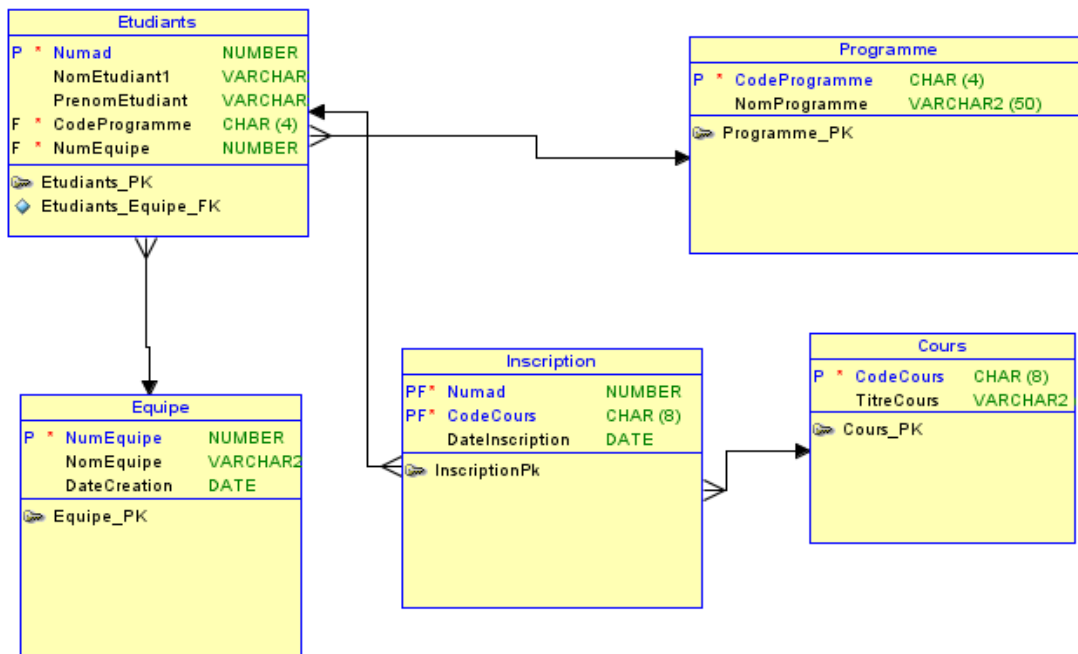 Etudiants
P * Numad NUMBER
NomEtudiant1 VARCHAR
PrenomEtudiant VARCHAR
F * CodeProgramme CHAR (4)
F * NumEquipe NUMBER
Etudiants_PK
Etudiants_Equipe_FK
Programme
P * CodeProgramme CHAR (4)
NomProgramme VARCHAR2 (50)
Programme_PK
Equipe
P * NumEquipe NUMBER
NomEquipe VARCHAR2
DateCreation DATE
Equipe_PK
Inscription
PF* Numad NUMBER
PF* CodeCours CHAR (8)
DateInscription DATE
InscriptionPk
Cours
P * CodeCours CHAR (8)
TitreCours VARCHAR2
Cours_PK